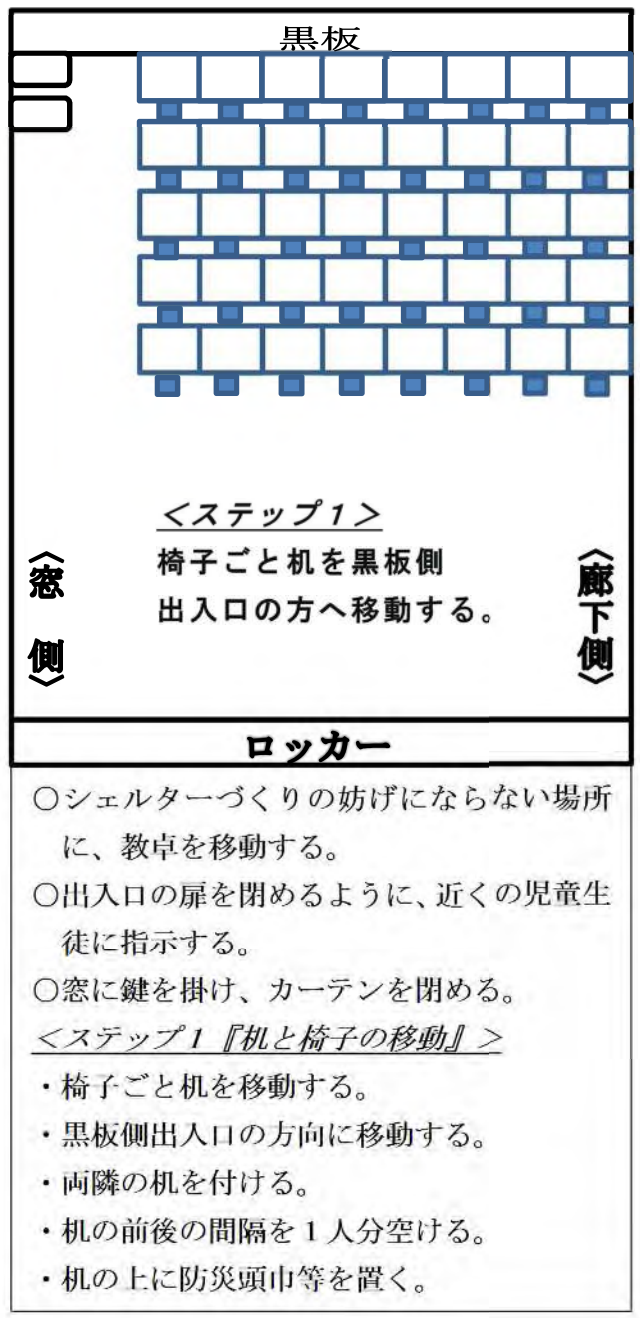 黒板
＜ステップ１＞
椅子ごと机を黒板側
出入口の方へ移動する。
〈窓側〉
〈廊下側〉
ロッカー
○シェルターづくりの妨げにならない場所
に、教卓を移動する。
○出入口の扉を閉めるように、近くの児童生
徒に指示する。
○窓に鍵を掛け、カーテンを閉める。
＜ステップ１『机と椅子の移動』＞
・椅子ごと机を移動する。
・黒板側出入口の方向に移動する。
・両隣の机を付ける。
・机の前後の間隔を１人分空ける。
・机の上に防災頭巾等を置く。